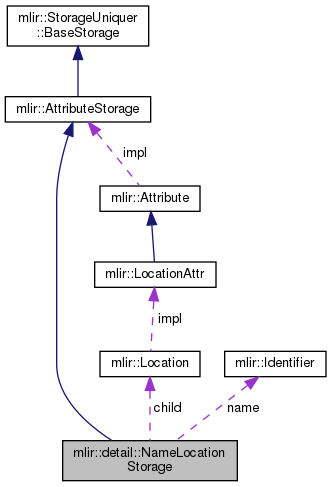 mlir::StorageUniquer
::BaseStorage
mlir::AttributeStorage
impl
mlir::Attribute
mlir::LocationAttr
impl
mlir::Location
mlir::Identifier
child
name
mlir::detail::NameLocation
Storage